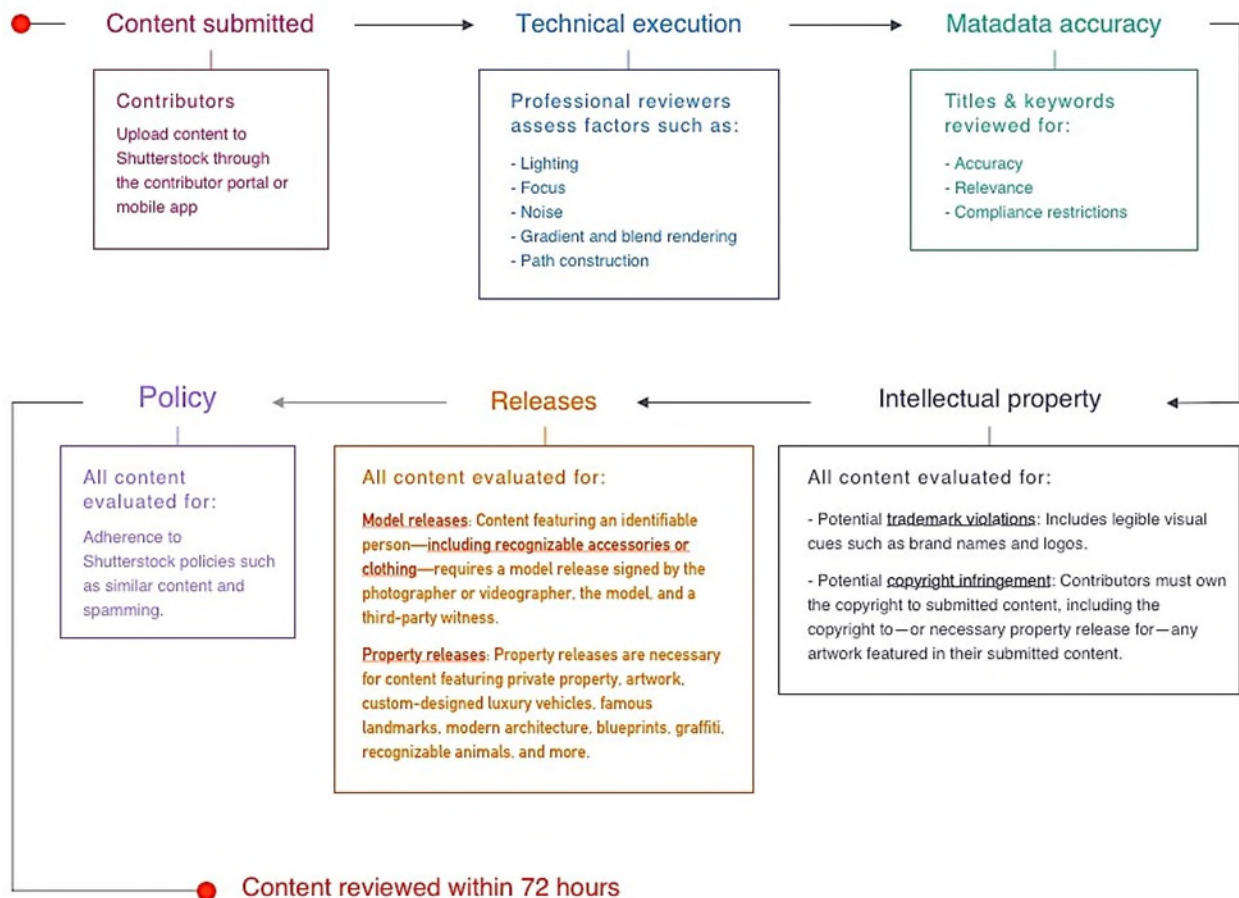 Content submitted
Technical execution
Matadata accuracy
Contributors
Upload content to
Shutterstock through
the contributor portal or
mobile app
Professional reviewers
assess factors such as:
- Lighting
- Focus
- Noise
- Gradient and blend rendering
- Path construction
Titles & keywords
reviewed for:
- Accuracy
- Relevance
- Compliance restrictions
Intellectual property
All content evaluated for:
- Potential trademark violations: Includes legible visual
cues such as brand names and logos.
- Potential copyright infringement: Contributors must own
the copyright to submitted content, including the
copyright to—or necessary property release for—any
artwork featured in their submitted content.
Releases
All content evaluated for:
Model releases: Content featuring an identifiable
person—including recognizable accessories or
clothing—requires a model release signed by the
photographer or videographer, the model, and a
third-party witness.
Property releases: Property releases are necessary
for content featuring private property, artwork,
custom-designed luxury vehicles, famous
landmarks, modern architecture, blueprints, graffiti,
recognizable animals, and more.
Policy
All content
evaluated for:
Adherence to
Shutterstock policies such
as similar content and
spamming.
Content reviewed within 72 hours